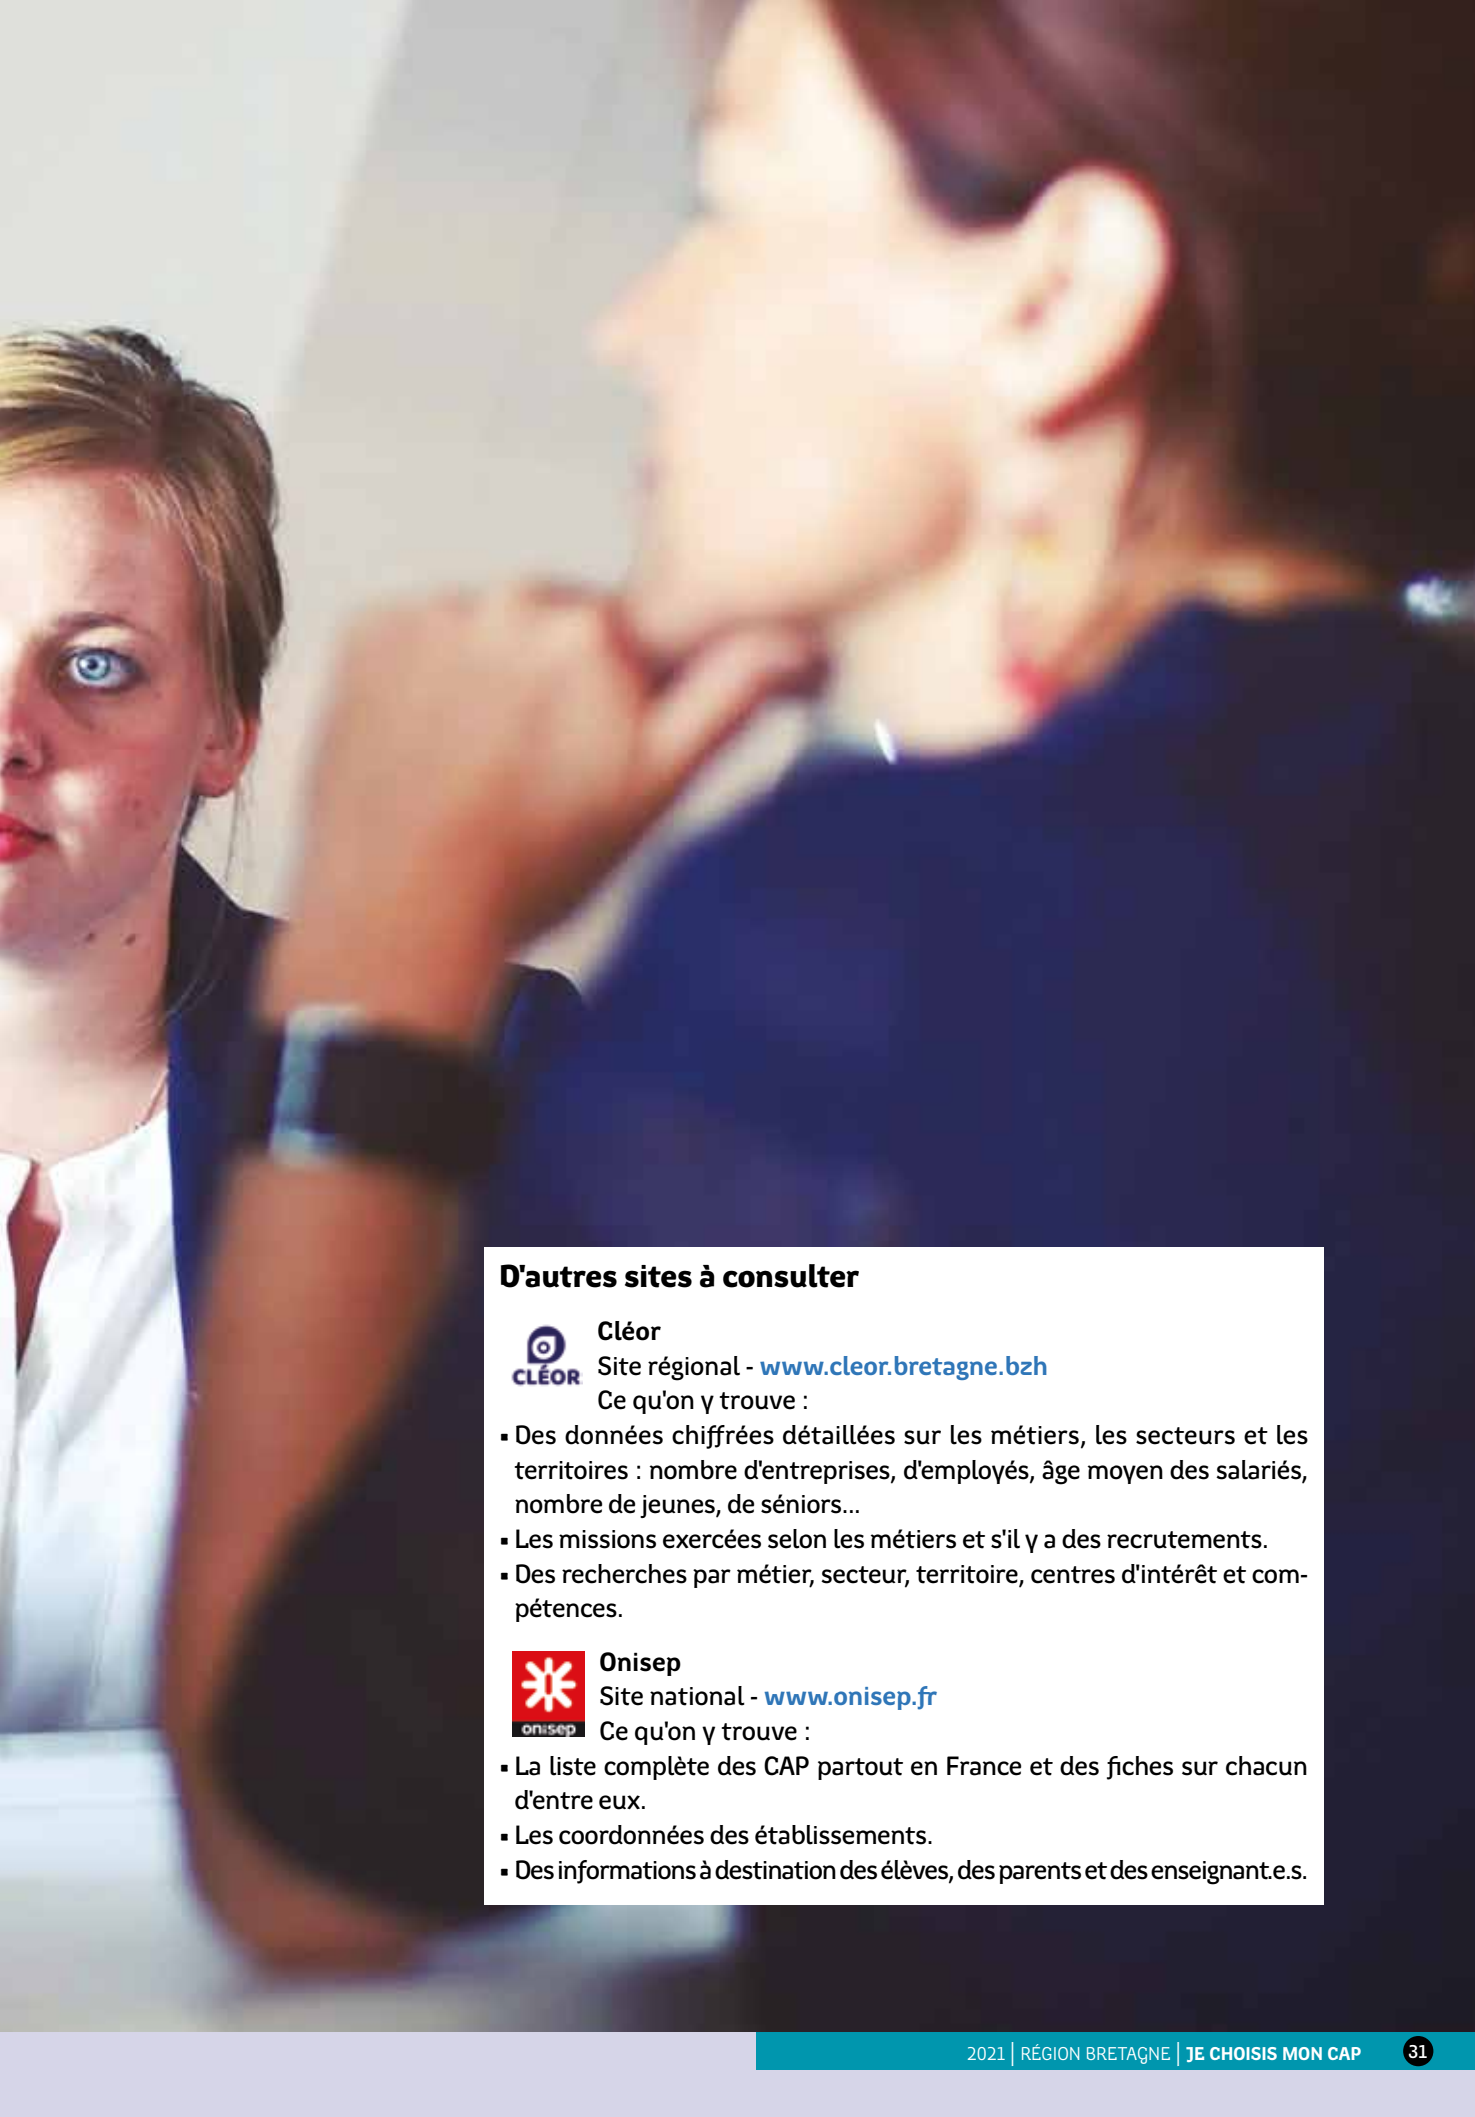 D'autres sites à consulter
CLÉOR
Cléor
Site régional - www.cleor.bretagne.bzh
Ce qu'on y trouve :
▪ Des données chiffrées détaillées sur les métiers, les secteurs et les
territoires : nombre d'entreprises, d'employés, âge moyen des salariés,
nombre de jeunes, de séniors...
▪ Les missions exercées selon les métiers et s'il y a des recrutements.
▪ Des recherches par métier, secteur, territoire, centres d'intérêt et com-
pétences.
onisep
Onisep
Site national - www.onisep.fr
Ce qu'on y trouve :
▪ La liste complète des CAP partout en France et des fiches sur chacun
d'entre eux.
▪ Les coordonnées des établissements.
▪ Des informations à destination des élèves, des parents et des enseignant.e.s.
2021 | RÉGION BRETAGNE | JE CHOISIS MON CAP 31